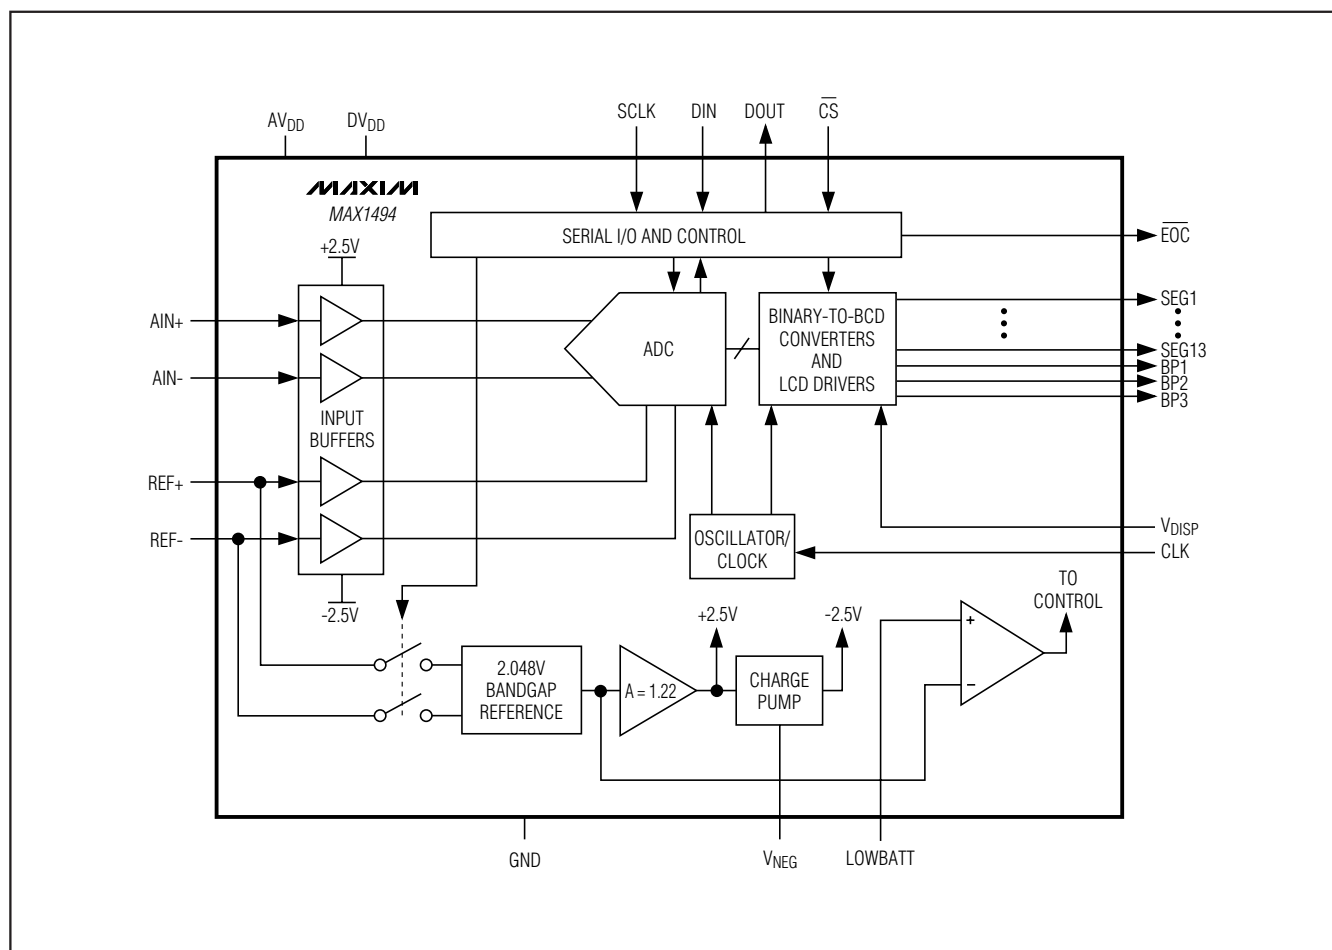 AVDD
DVDD
SCLK
DIN
DOUT
C̅S̅
MAXIM
MAX1494
+2.5V
SERIAL I/O AND CONTROL
E̅O̅C̅
AIN+
AIN-
INPUT
BUFFERS
REF+
REF-
-2.5V
ADC
BINARY-TO-BCD
CONVERTERS
AND
LCD DRIVERS
SEG1
SEG13
BP1
BP2
BP3
OSCILLATOR/
CLOCK
VDISP
CLK
2.048V
BANDGAP
REFERENCE
A = 1.22
+2.5V
CHARGE
PUMP
-2.5V
+
−
TO
CONTROL
GND
VNEG
LOWBATT